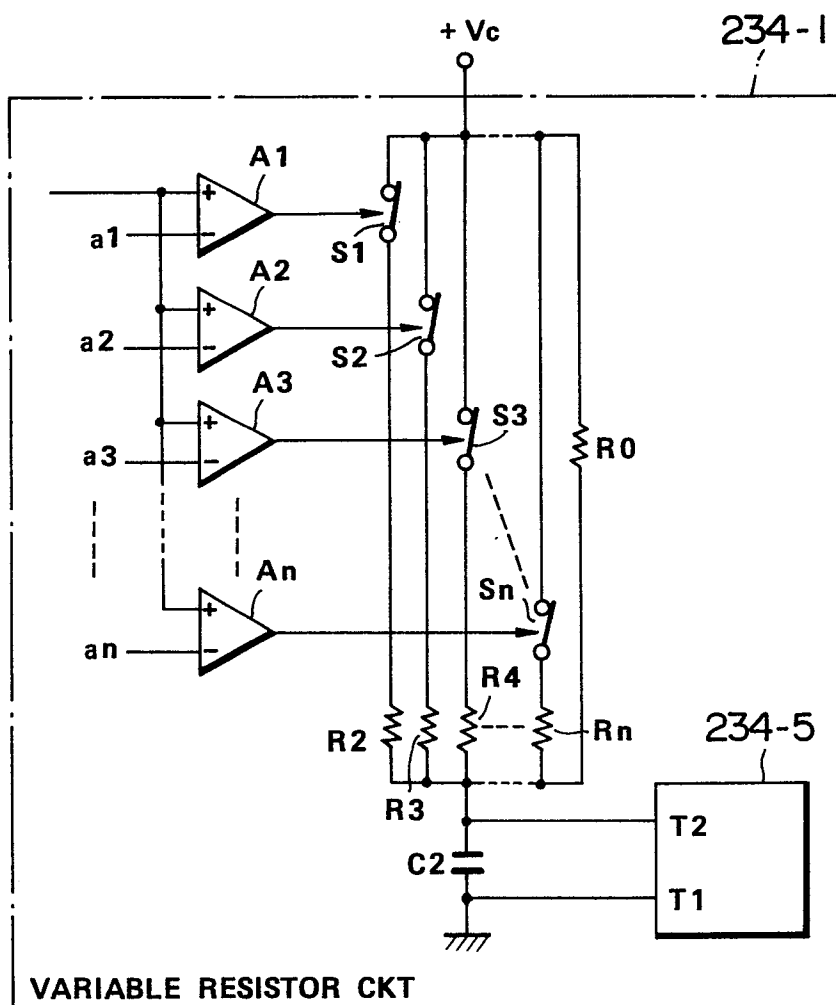 + Vc
234-1
A1
+
−
a1
S1
A2
+
−
a2
S2
A3
+
−
a3
S3
R0
An
+
−
an
Sn
R4
R2
R3
Rn
234-5
C2
T2
T1
VARIABLE RESISTOR CKT